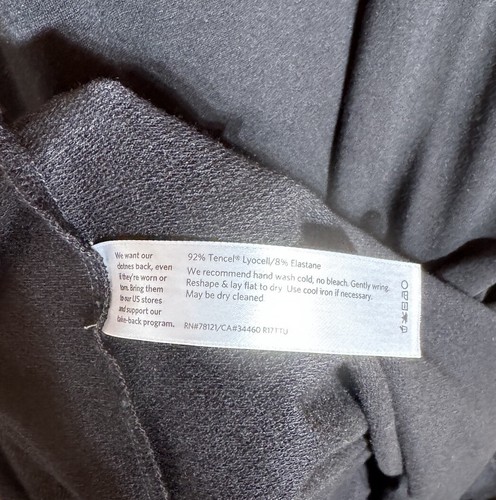 We want our
clothes back, even
if they're worn or
torn. Bring them
to our US stores
and support our
take-back program.
92% Tencel® Lyocell/8% Elastane
We recommend hand wash cold, no bleach. Gently wring.
Reshape & lay flat to dry. Use cool iron if necessary.
May be dry cleaned
RN#78121/CA#34460 R17TTU